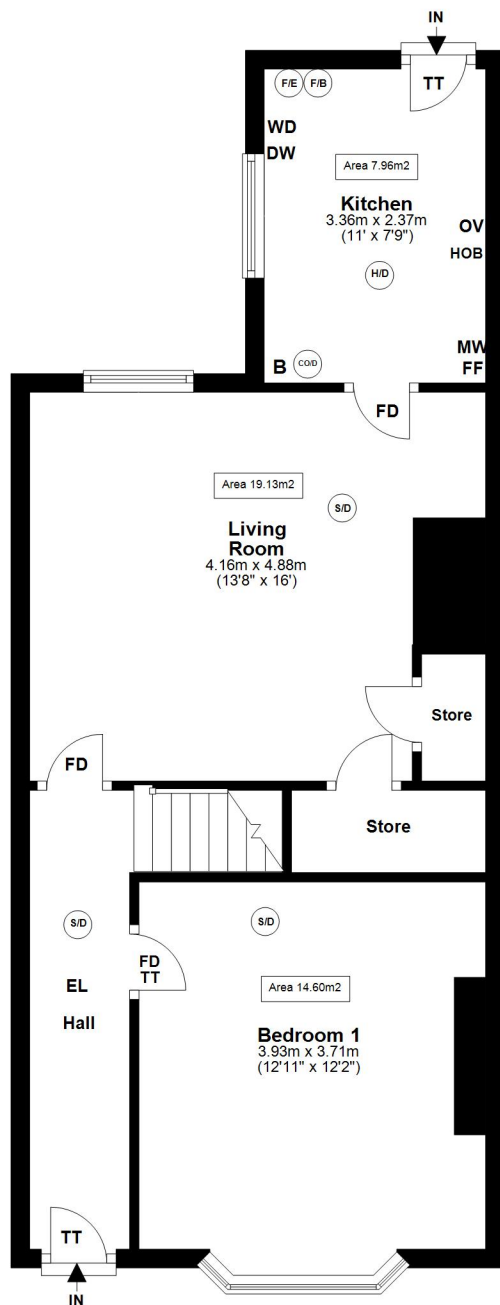 IN
F/E F/B
TT
WD
DW
Area 7.96m2
Kitchen
3.36m x 2.37m
(11' x 7'9")
OV
HOB
H/D
MW
FF
B
CO/D
FD
Area 19.13m2
S/D
Living
Room
4.16m x 4.88m
(13'8" x 16')
Store
FD
Store
S/D
S/D
FD
TT
EL
Hall
Area 14.60m2
Bedroom 1
3.93m x 3.71m
(12'11" x 12'2")
TT
IN